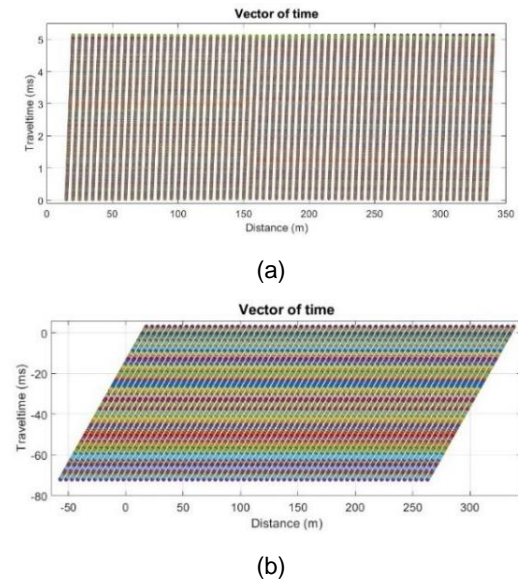 Vector of time
5
4
3
2
1
0
Traveltime (ms)
0 50 100 150 200 250 300 350
Distance (m)
(a)
Vector of time
0
-20
-40
-60
-80
Traveltime (ms)
-50 0 50 100 150 200 250 300
Distance (m)
(b)